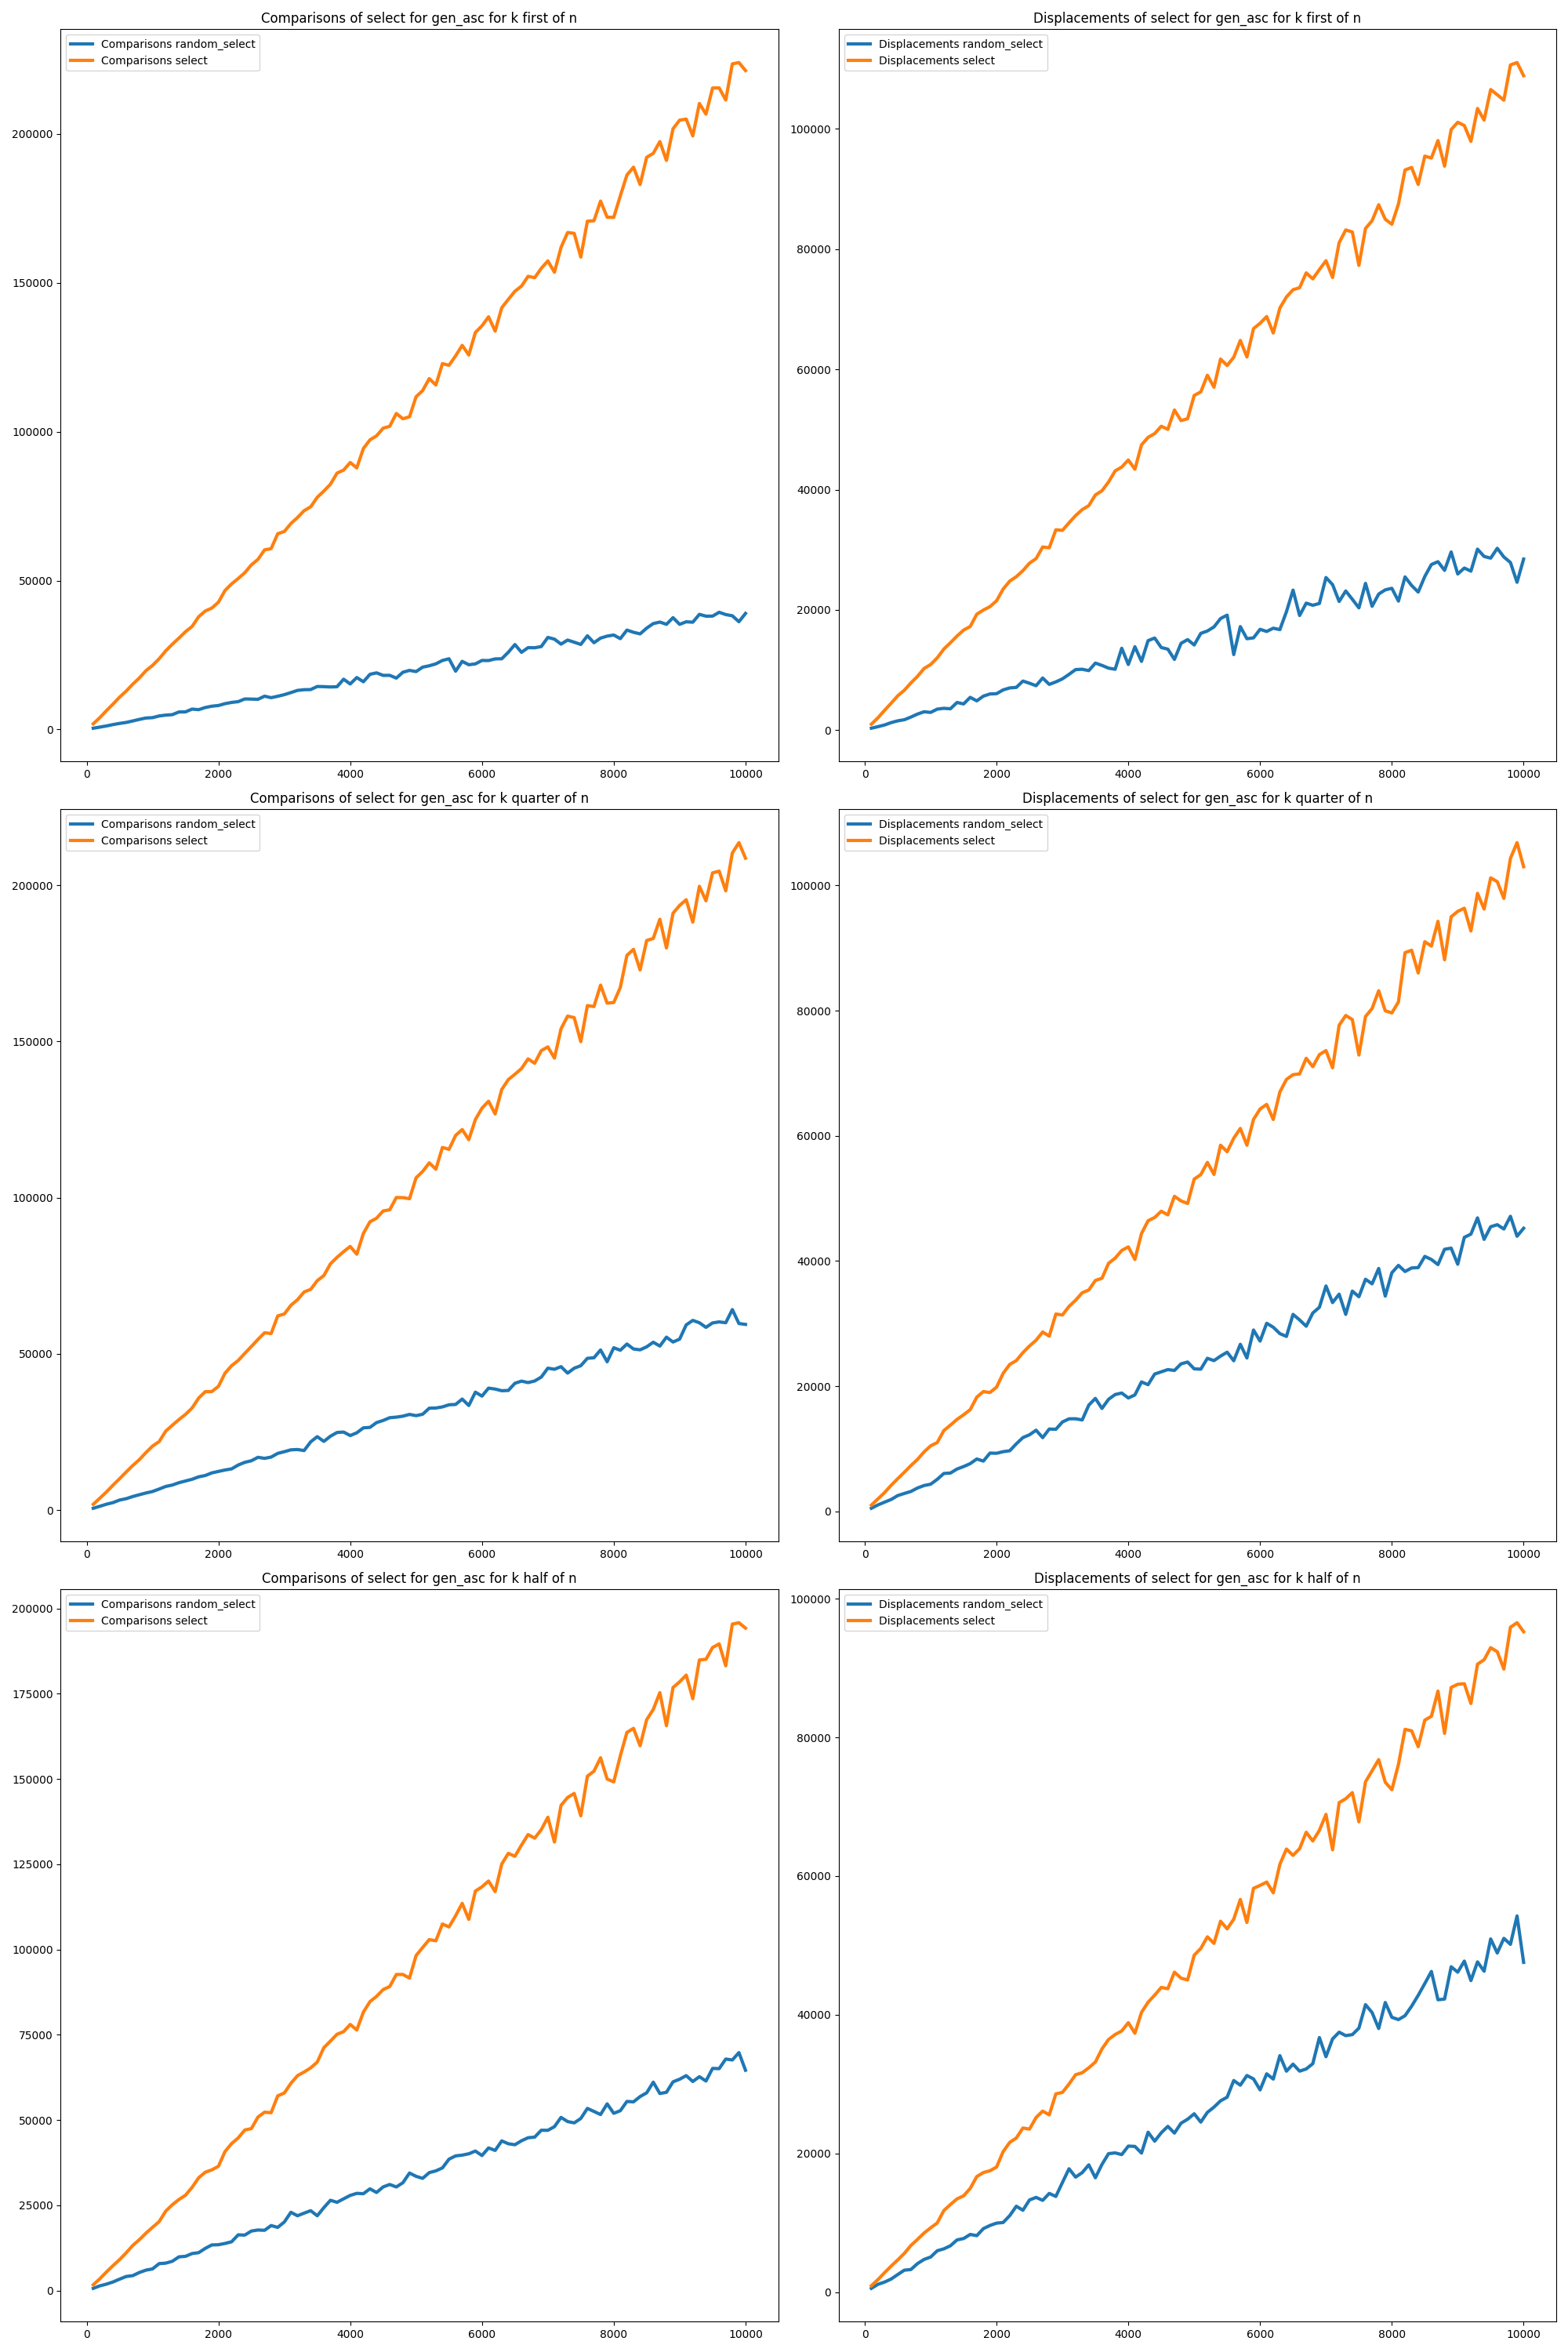 Comparisons of select for gen_asc for k first of n
Comparisons random_select
Comparisons select
200000
150000
100000
50000
0
0 2000 4000 6000 8000 10000
Displacements of select for gen_asc for k first of n
Displacements random_select
Displacements select
100000
80000
60000
40000
20000
0
0 2000 4000 6000 8000 10000
Comparisons of select for gen_asc for k quarter of n
Comparisons random_select
Comparisons select
200000
150000
100000
50000
0
0 2000 4000 6000 8000 10000
Displacements of select for gen_asc for k quarter of n
Displacements random_select
Displacements select
100000
80000
60000
40000
20000
0
0 2000 4000 6000 8000 10000
Comparisons of select for gen_asc for k half of n
Comparisons random_select
Comparisons select
200000
175000
150000
125000
100000
75000
50000
25000
0
0 2000 4000 6000 8000 10000
Displacements of select for gen_asc for k half of n
Displacements random_select
Displacements select
100000
80000
60000
40000
20000
0
0 2000 4000 6000 8000 10000